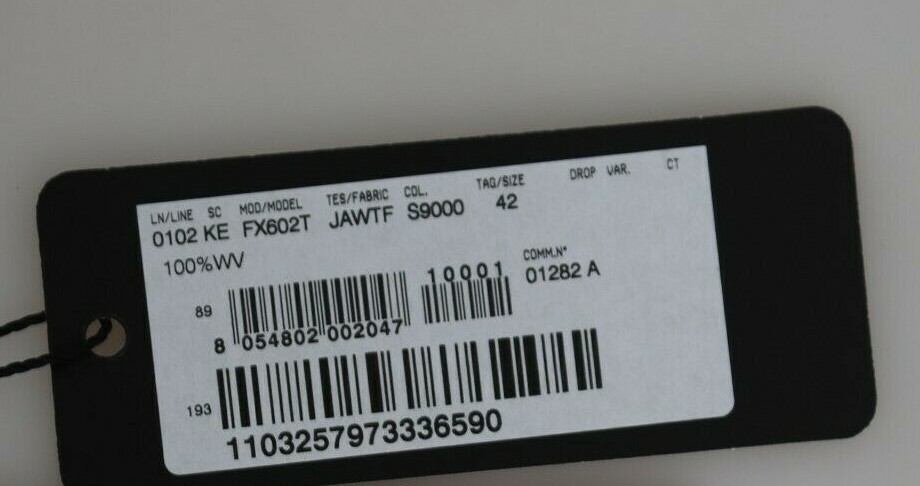 LN/LINE SC MOD/MODEL TES/FABRIC COL. TAG/SIZE DROP VAR. CT
0102 KE FX602T JAWTF S9000 42
100%WV
COMM.N°
01282 A
10001
89
8 054802 002047
193
1103257973336590